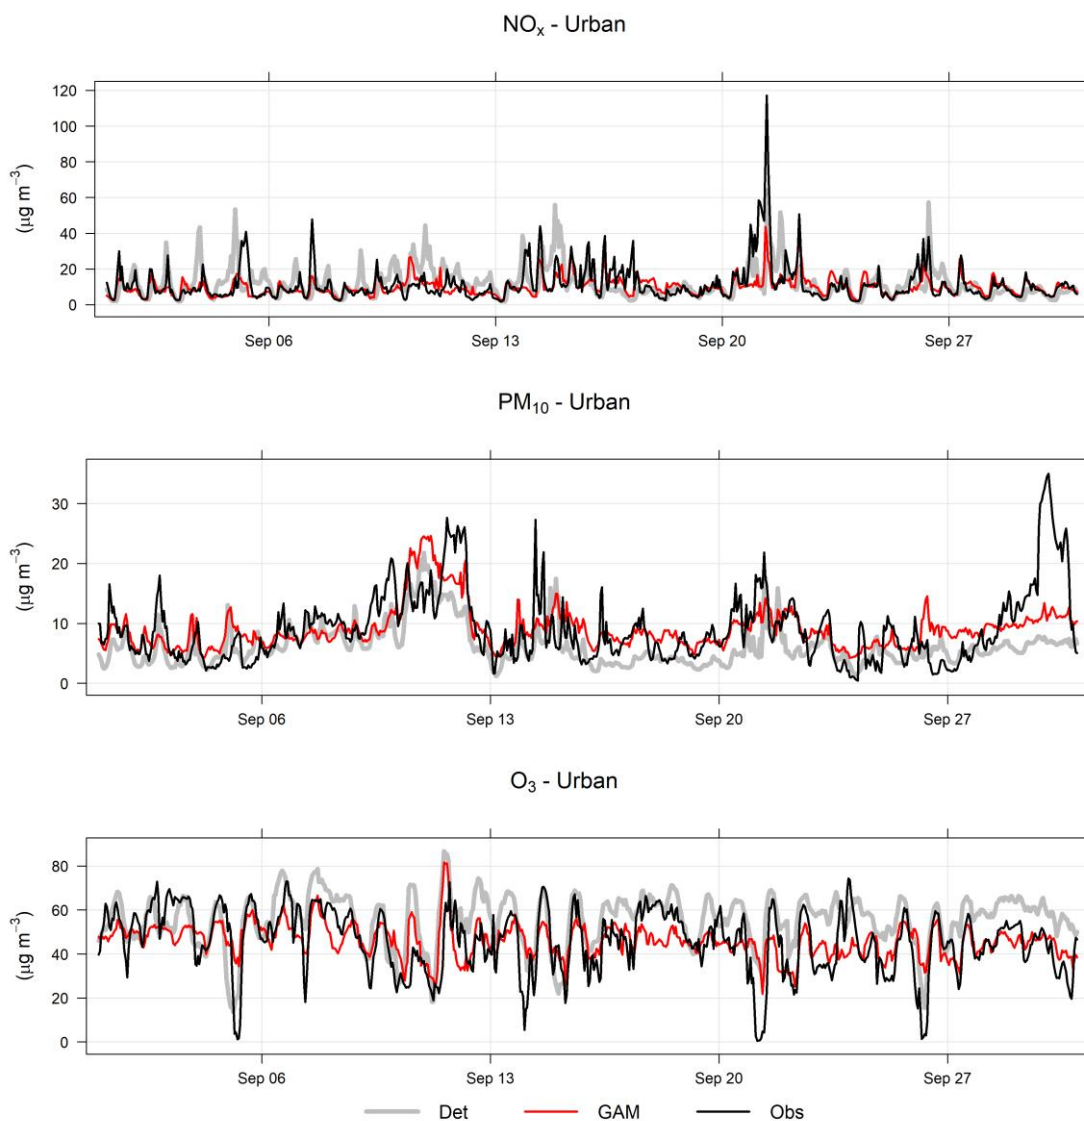 NOₓ - Urban
120
100
80
60
40
20
0
(µg m⁻³)
Sep 06 Sep 13 Sep 20 Sep 27
PM₁₀ - Urban
30
20
10
0
(µg m⁻³)
Sep 06 Sep 13 Sep 20 Sep 27
O₃ - Urban
80
60
40
20
0
(µg m⁻³)
Sep 06 Sep 13 Sep 20 Sep 27
Det GAM Obs